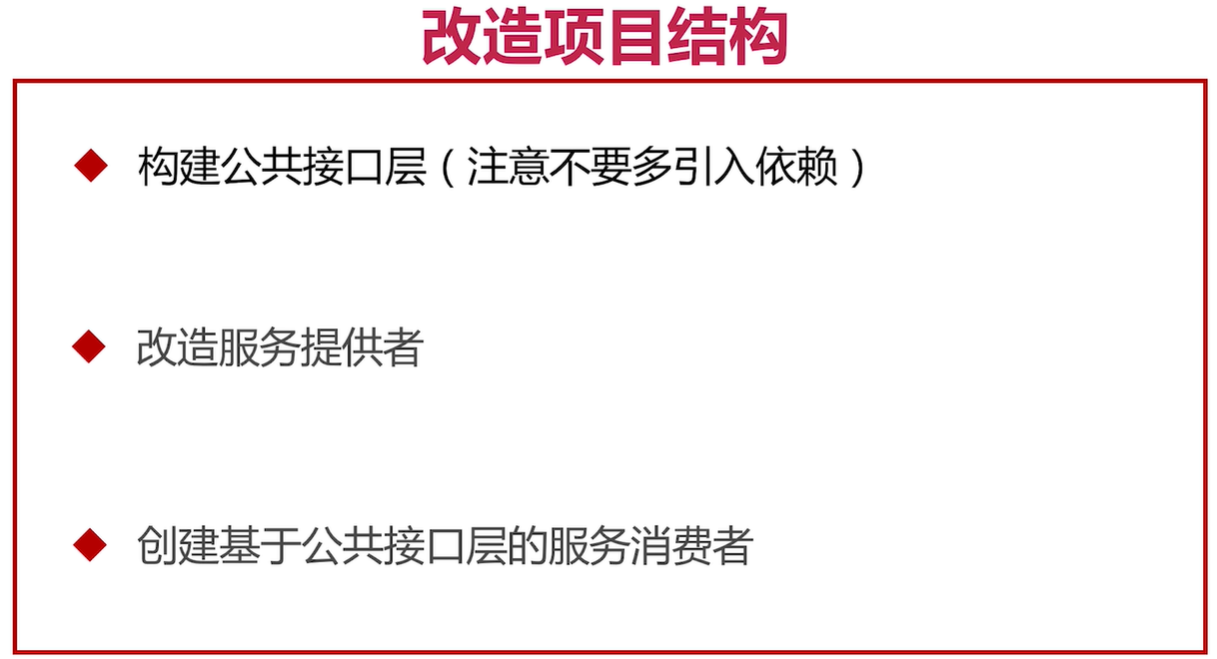 改造项目结构
构建公共接口层（注意不要多引入依赖）
改造服务提供者
创建基于公共接口层的服务消费者